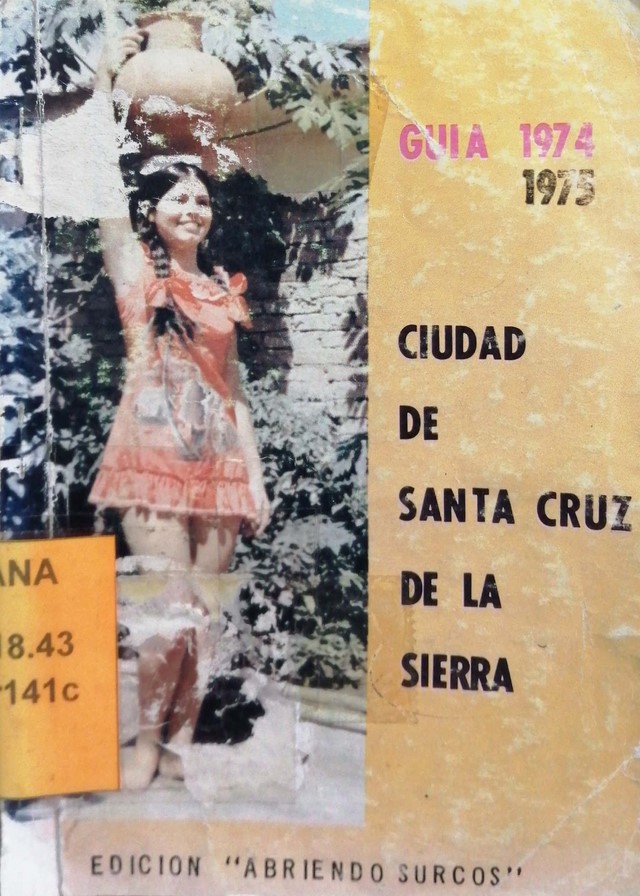 GUIA 1974
1975
CIUDAD
DE
SANTA CRUZ
DE LA
SIERRA
ANA
18.43
141c
EDICION "ABRIENDO SURCOS"